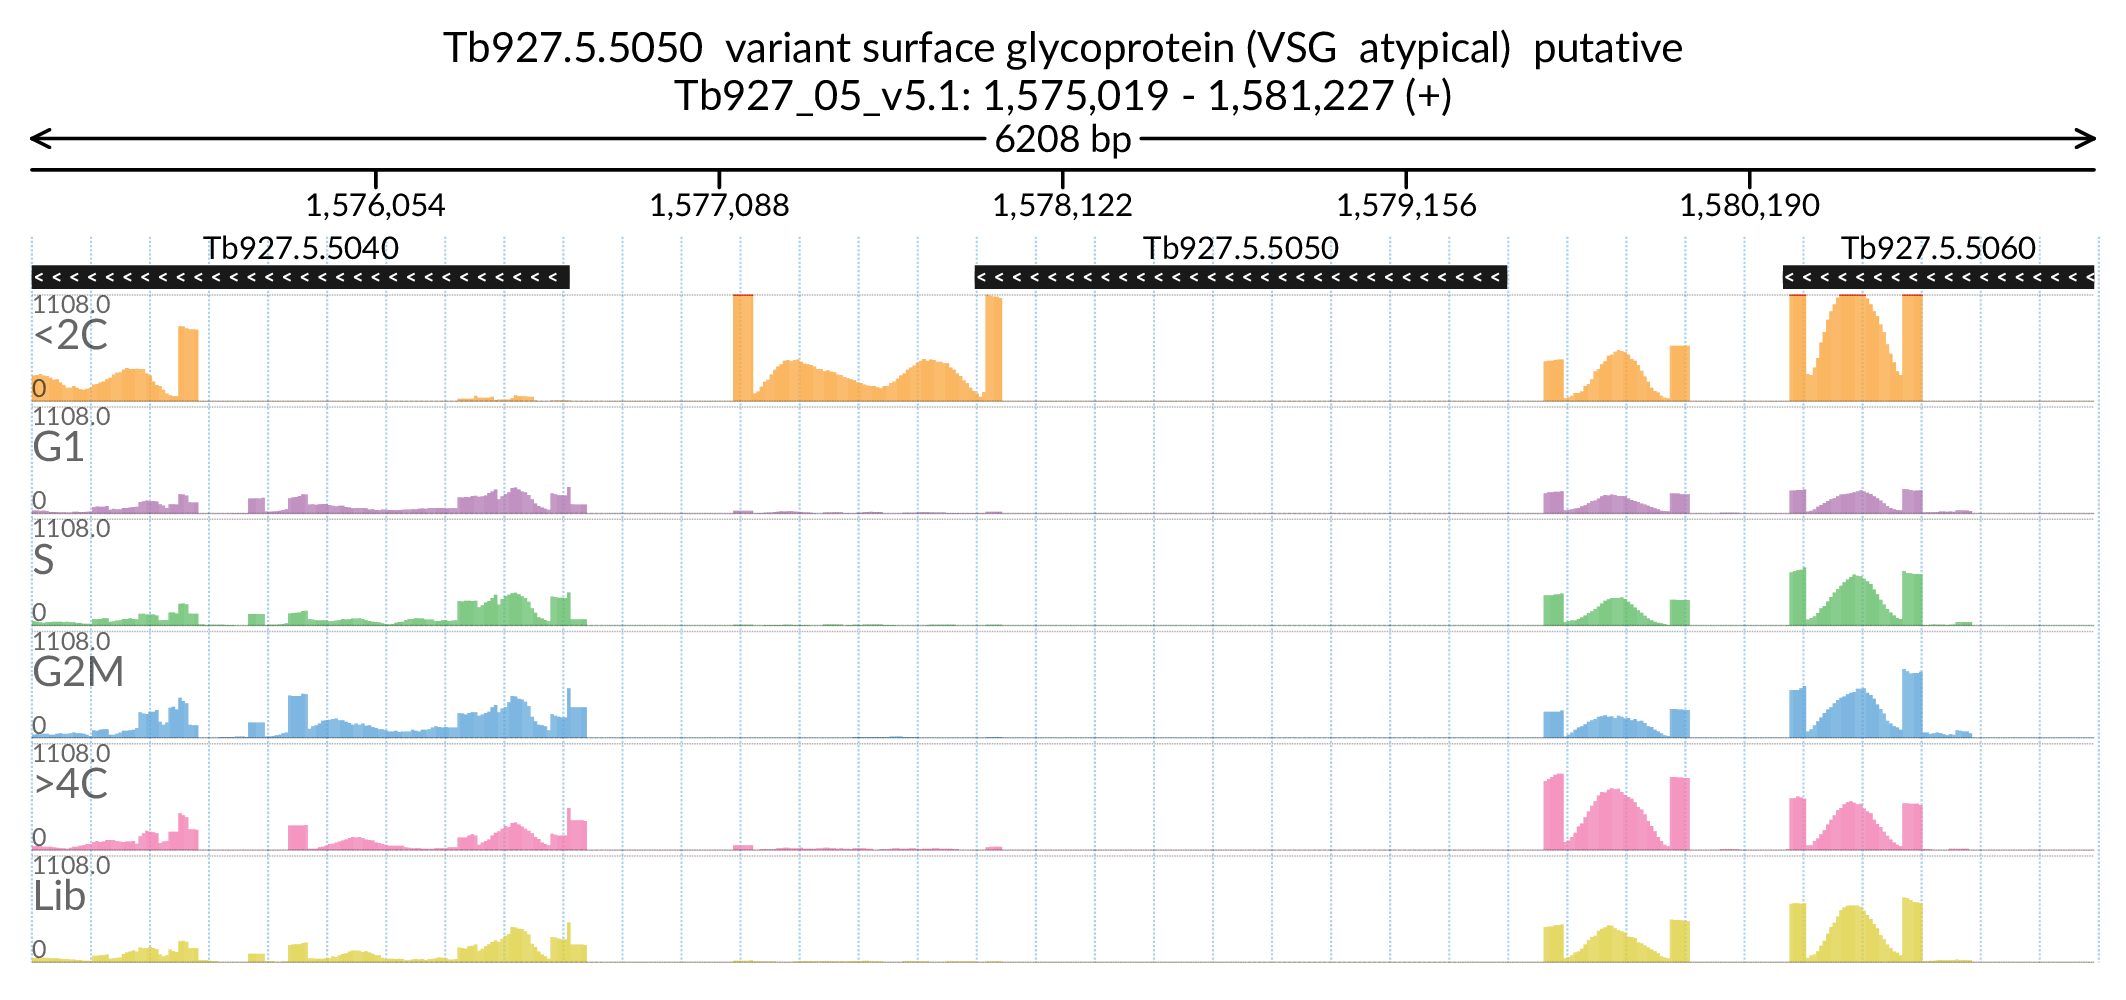 Tb927.5.5050  variant surface glycoprotein (VSG  atypical)  putative
Tb927_05_v5.1: 1,575,019 - 1,581,227 (+)
6208 bp
1,576,054 1,577,088 1,578,122 1,579,156 1,580,190
Tb927.5.5040 Tb927.5.5050 Tb927.5.5060
1108.0
<2C
0
1108.0
G1
0
1108.0
S
0
1108.0
G2M
0
1108.0
>4C
0
1108.0
Lib
0